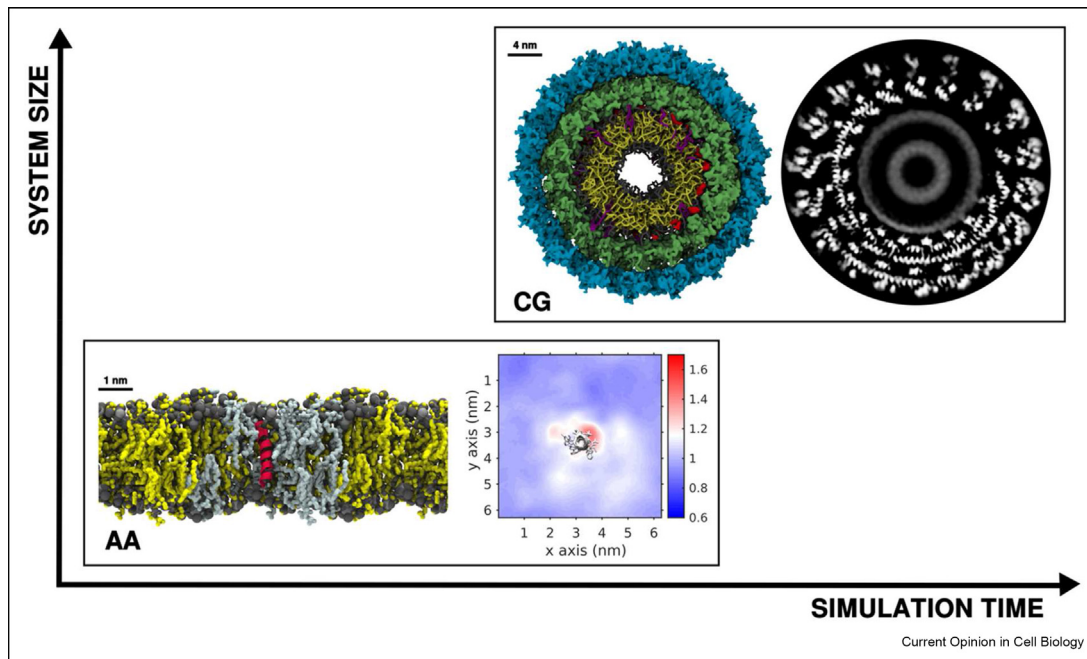 SYSTEM SIZE
4 nm
CG
1 nm
AA
y axis (nm)
1
2
3
4
5
6
1 2 3 4 5 6
x axis (nm)
1.6
1.4
1.2
1
0.8
0.6
SIMULATION TIME
Current Opinion in Cell Biology